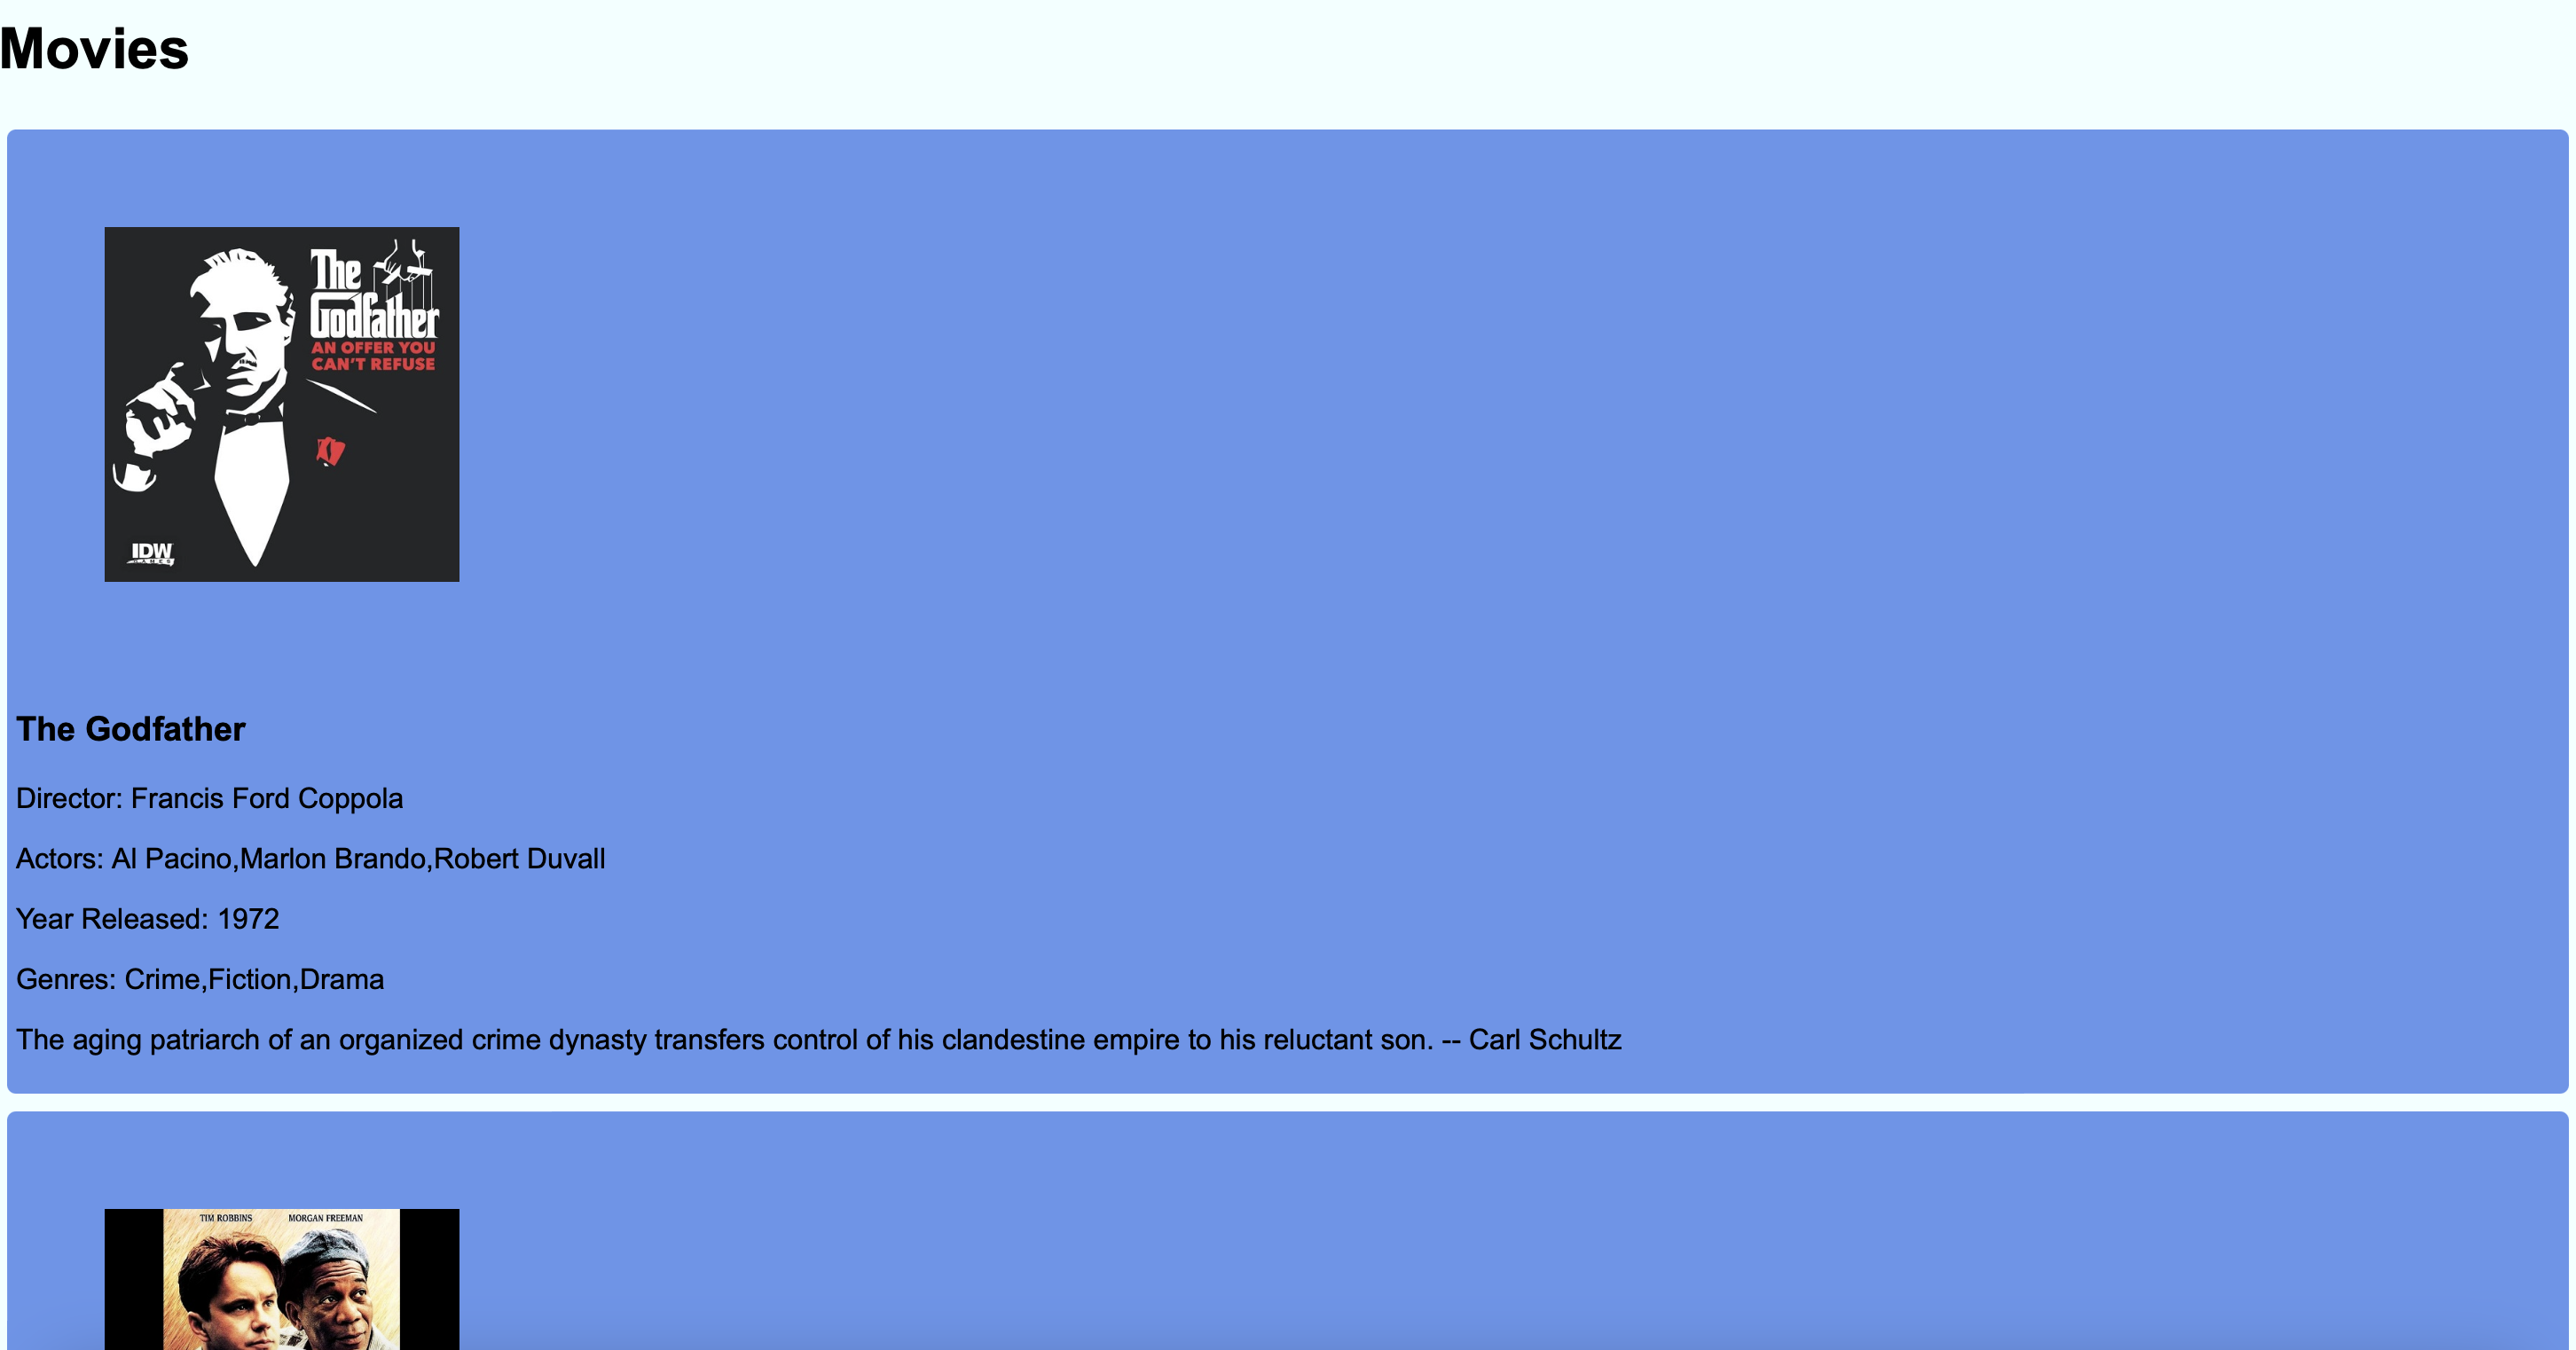 Movies
The
Godfather
AN OFFER YOU
CAN'T REFUSE
IDW
GAMES
The Godfather
Director: Francis Ford Coppola
Actors: Al Pacino,Marlon Brando,Robert Duvall
Year Released: 1972
Genres: Crime,Fiction,Drama
The aging patriarch of an organized crime dynasty transfers control of his clandestine empire to his reluctant son. -- Carl Schultz
TIM ROBBINS MORGAN FREEMAN